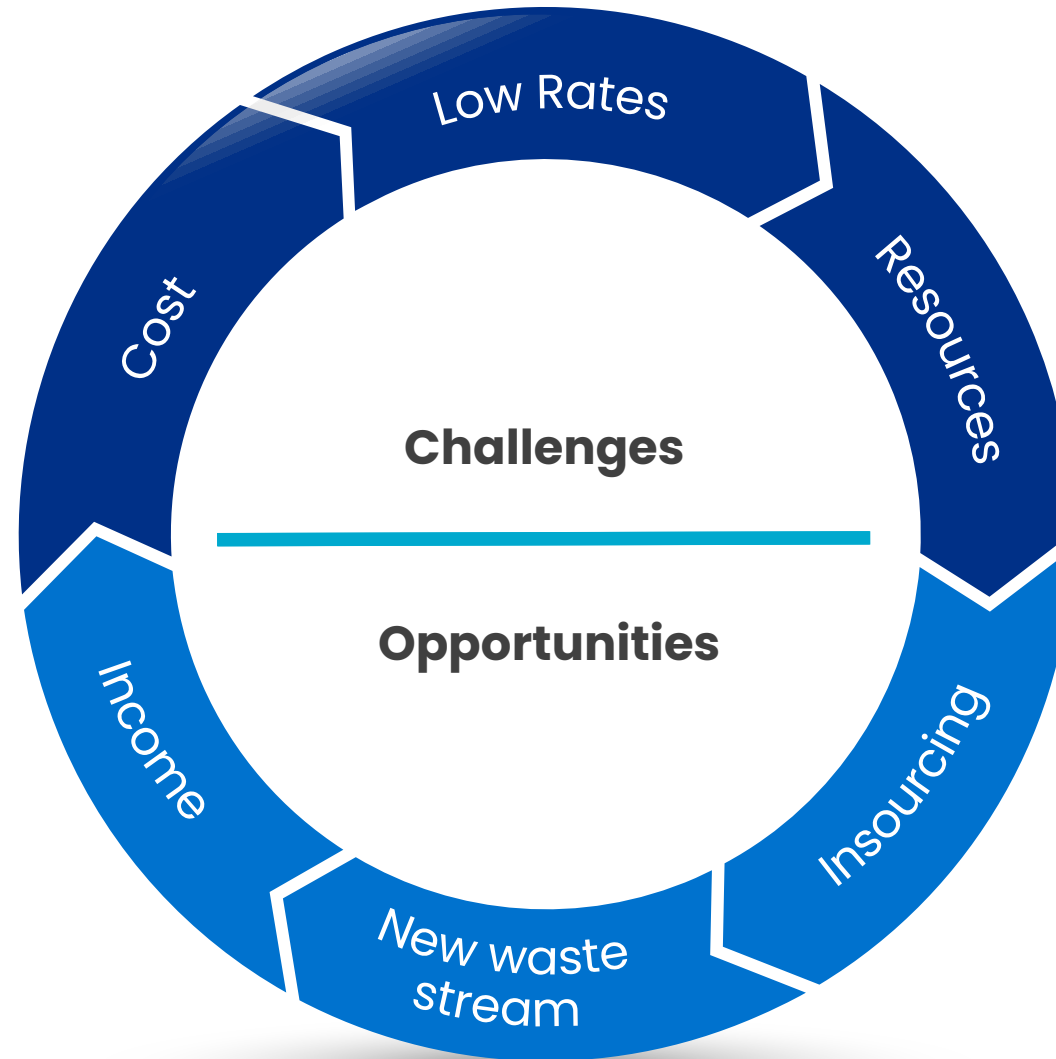 Low Rates
Resources
Cost
Challenges
Opportunities
Income
Insourcing
New waste
stream